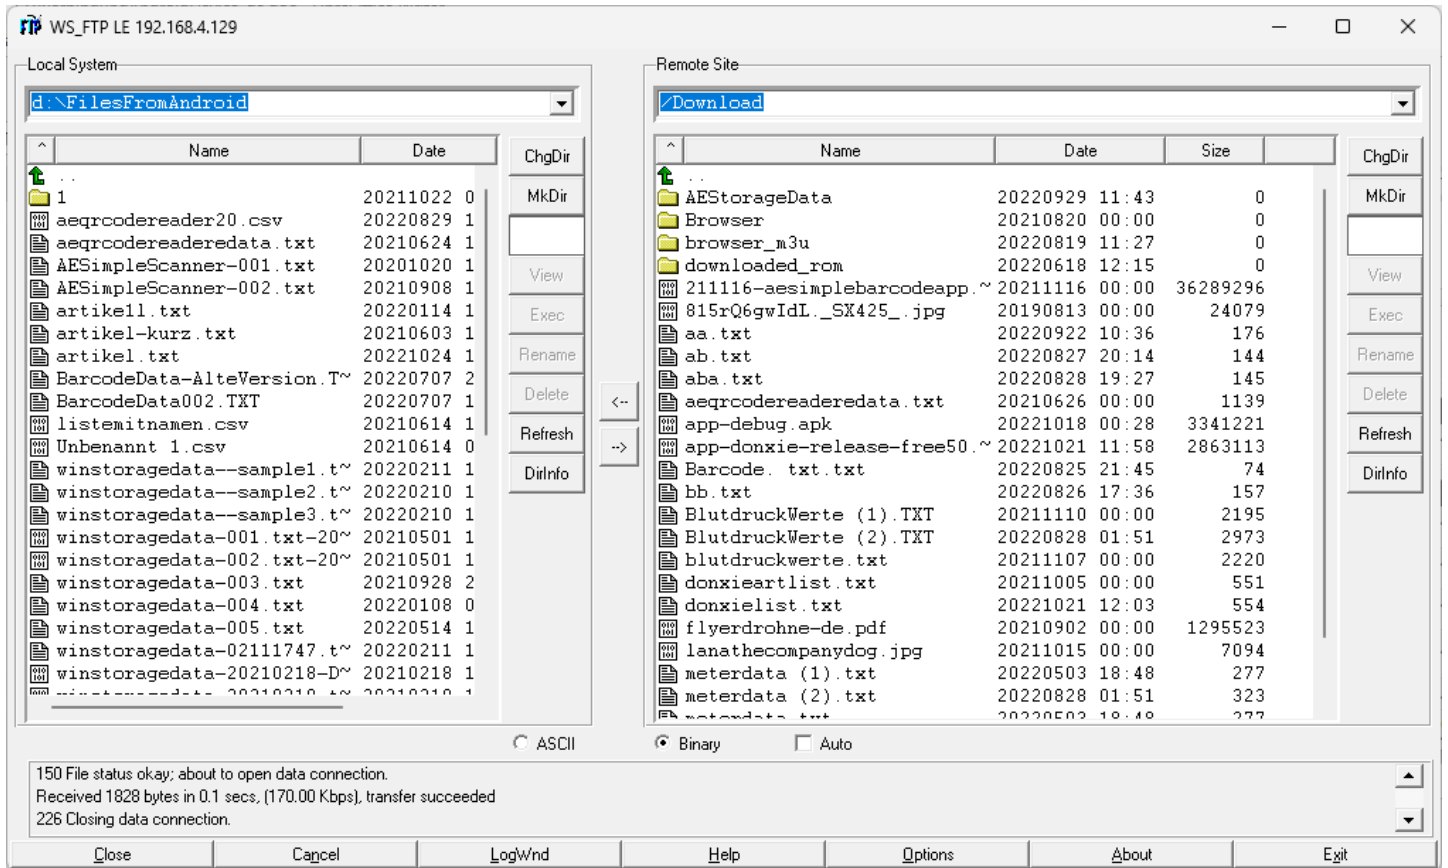 WS_FTP LE 192.168.4.129
Local System
d:\FilesFromAndroid
^ Name Date
..
1 20211022 0
aeqrcodereader20.csv 20220829 1
aeqrcodereaderedata.txt 20210624 1
AESimpleScanner-001.txt 20201020 1
AESimpleScanner-002.txt 20210908 1
artikel1.txt 20220114 1
artikel-kurz.txt 20210603 1
artikel.txt 20221024 1
BarcodeData-AlteVersion.T~ 20220707 2
BarcodeData002.TXT 20220707 1
listemitnamen.csv 20210614 1
Unbenannt 1.csv 20210614 0
winstoragedata--sample1.t~ 20220211 1
winstoragedata--sample2.t~ 20220210 1
winstoragedata--sample3.t~ 20220210 1
winstoragedata-001.txt-20~ 20210501 1
winstoragedata-002.txt-20~ 20210501 1
winstoragedata-003.txt 20210928 2
winstoragedata-004.txt 20220108 0
winstoragedata-005.txt 20220514 1
winstoragedata-02111747.t~ 20220211 1
winstoragedata-20210218-D~ 20210218 1
ChgDir
MkDir
View
Exec
Rename
Delete
Refresh
DirInfo
<--
-->
Remote Site
/Download
^ Name Date Size
..
AEStorageData 20220929 11:43 0
Browser 20210820 00:00 0
browser_m3u 20220819 11:27 0
downloaded_rom 20220618 12:15 0
211116-aesimplebarcodeapp.~ 20211116 00:00 36289296
815rQ6gwIdL._SX425_.jpg 20190813 00:00 24079
aa.txt 20220922 10:36 176
ab.txt 20220827 20:14 144
aba.txt 20220828 19:27 145
aeqrcodereaderedata.txt 20210626 00:00 1139
app-debug.apk 20221018 00:28 3341221
app-donxie-release-free50.~ 20221021 11:58 2863113
Barcode. txt.txt 20220825 21:45 74
bb.txt 20220826 17:36 157
BlutdruckWerte (1).TXT 20211110 00:00 2195
BlutdruckWerte (2).TXT 20220828 01:51 2973
blutdruckwerte.txt 20211107 00:00 2220
donxieartlist.txt 20211005 00:00 551
donxielist.txt 20221021 12:03 554
flyerdrohne-de.pdf 20210902 00:00 1295523
lanathecompanydog.jpg 20211015 00:00 7094
meterdata (1).txt 20220503 18:48 277
meterdata (2).txt 20220828 01:51 323
meterdata.txt 20220503 18:48 277
ChgDir
MkDir
View
Exec
Rename
Delete
Refresh
DirInfo
ASCII Binary Auto
150 File status okay; about to open data connection.
Received 1828 bytes in 0.1 secs, (170.00 Kbps), transfer succeeded
226 Closing data connection.
Close Cancel LogWnd Help Options About Exit